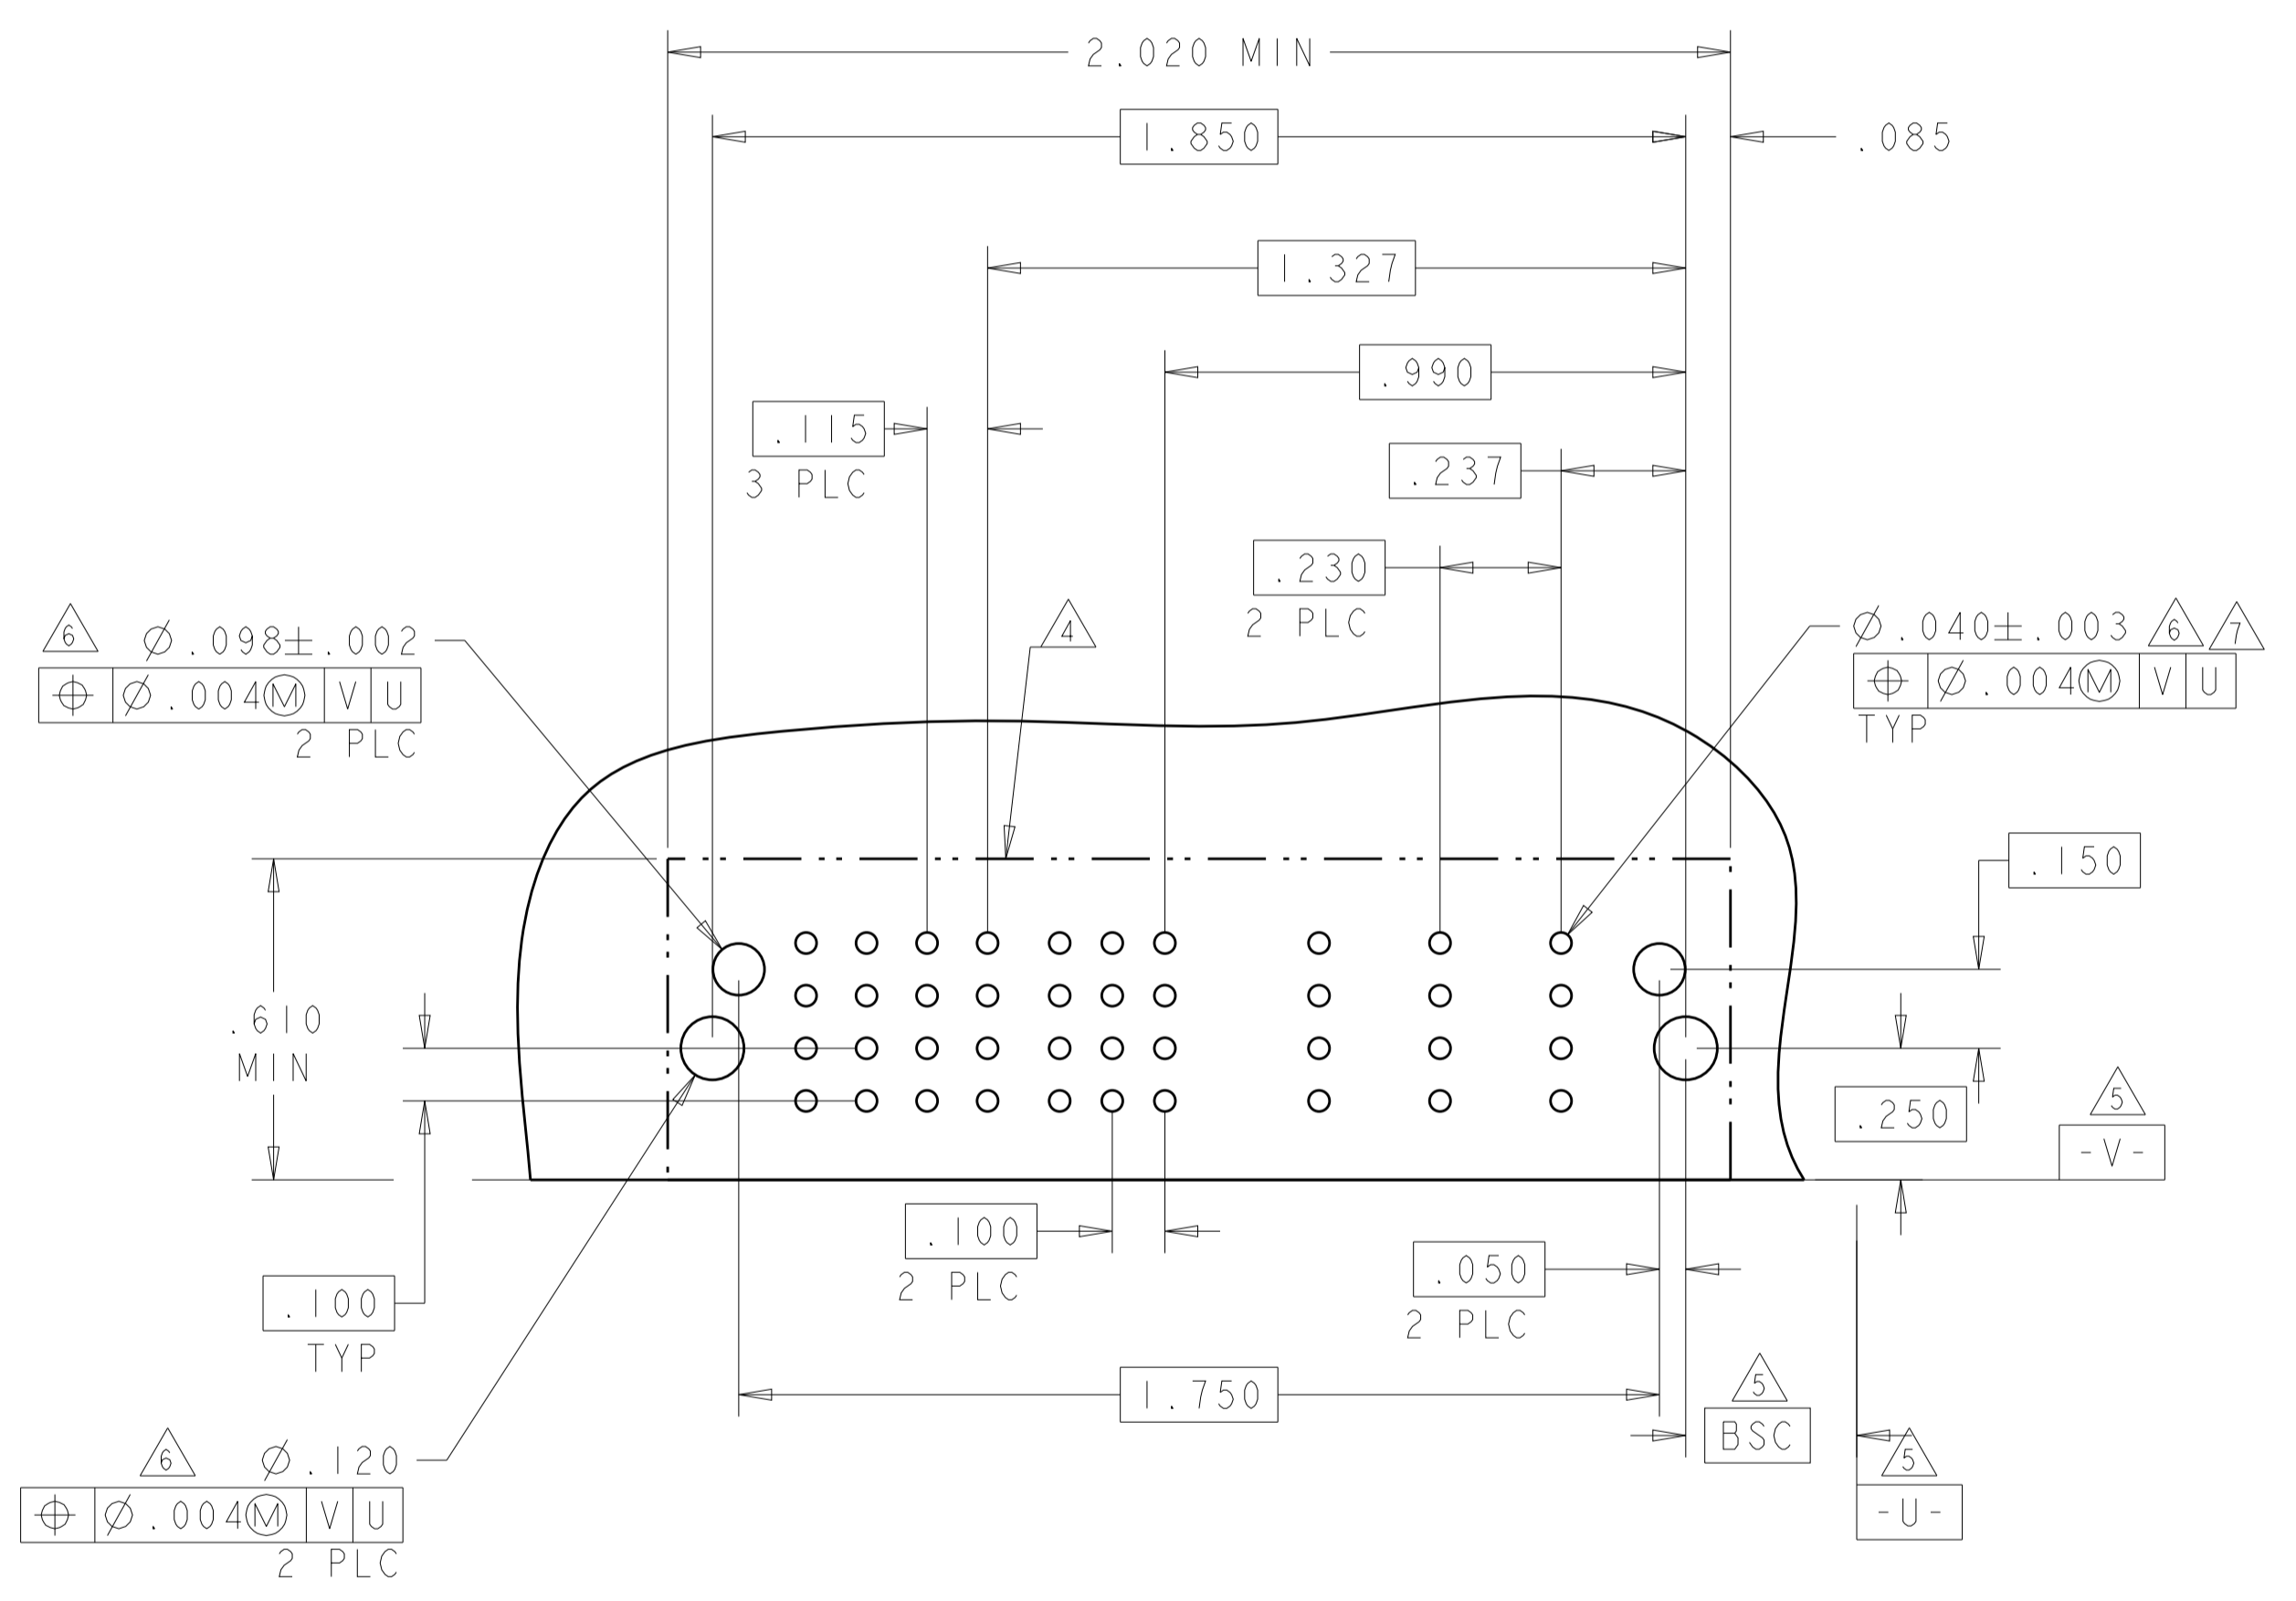 2.020 MIN
1.850
.085
1.327
.990
.115
3 PLC
.237
.230
2 PLC
4
6
⌀.098±.002
⌖ ⌀.004Ⓜ V U
2 PLC
⌀.040±.003 6 7
⌖ ⌀.004Ⓜ V U
TYP
.150
.610
MIN
.250
5
-V-
.100
2 PLC
.050
2 PLC
.100
TYP
1.750
5
BSC
6
⌀.120
⌖ ⌀.004Ⓜ V U
2 PLC
5
-U-